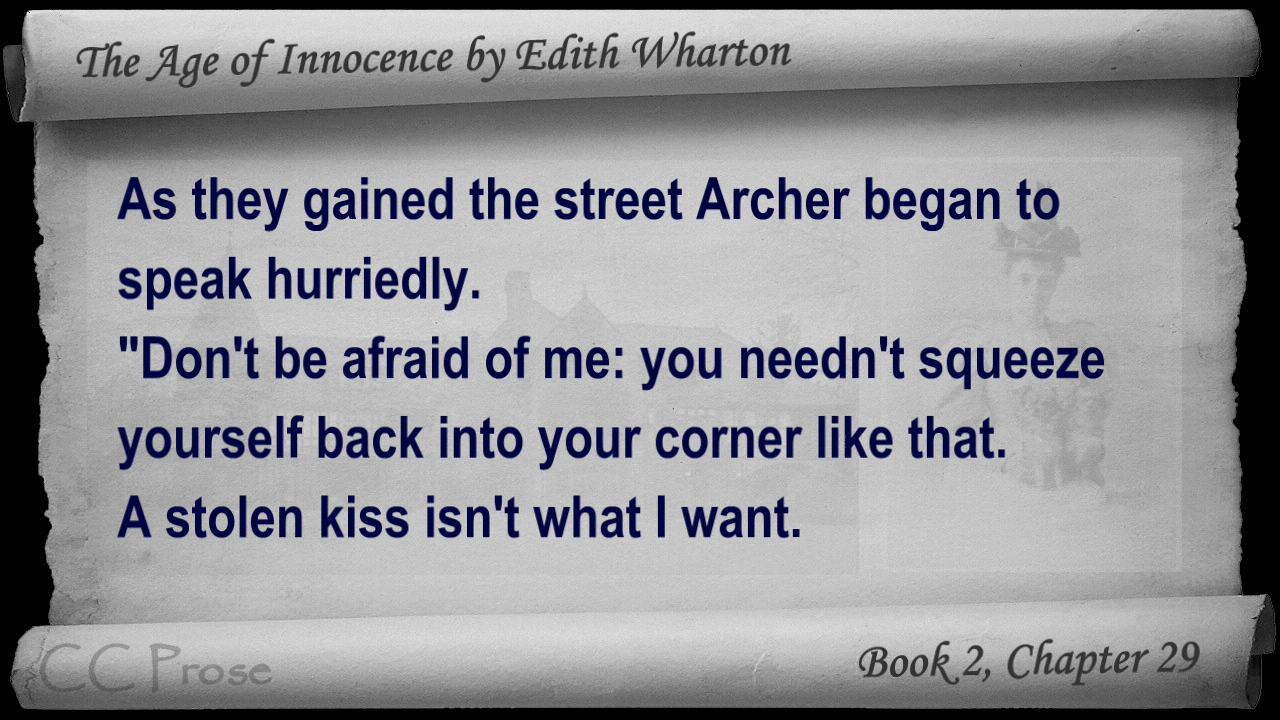 The Age of Innocence by Edith Wharton
As they gained the street Archer began to
speak hurriedly.
"Don't be afraid of me: you needn't squeeze
yourself back into your corner like that.
A stolen kiss isn't what I want.
CC Prose
Book 2, Chapter 29